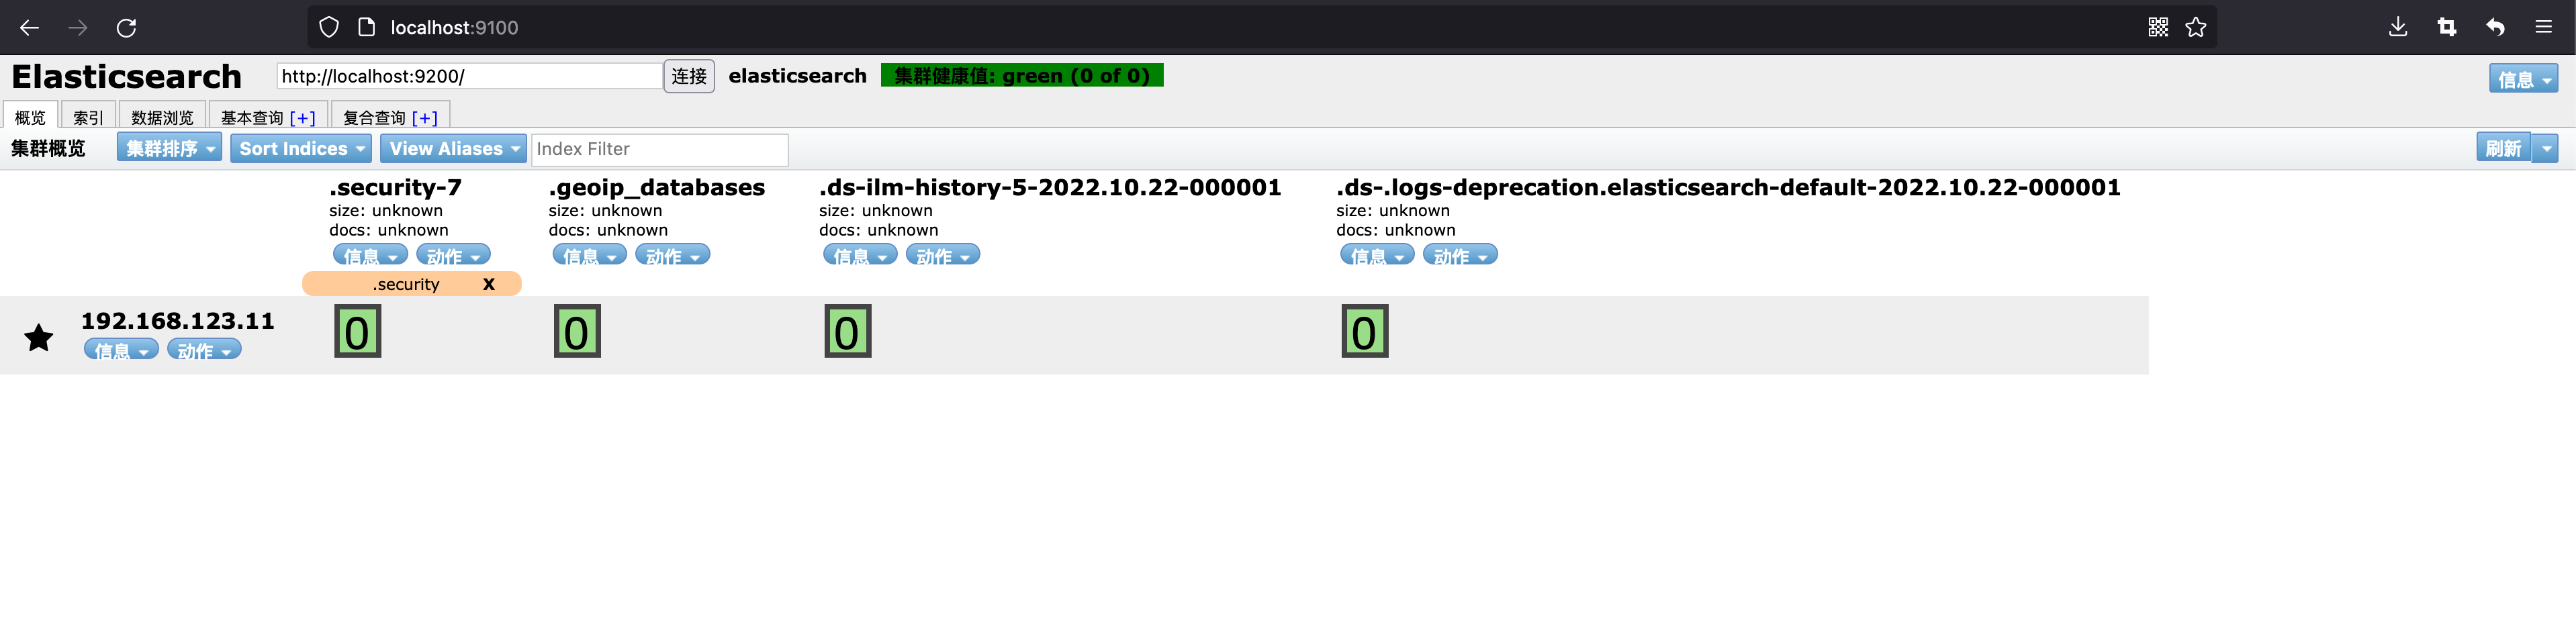 localhost:9100
Elasticsearch http://localhost:9200/ 连接 elasticsearch 集群健康值: green (0 of 0) 信息
概览 索引 数据浏览 基本查询 [+] 复合查询 [+]
集群概览 集群排序 Sort Indices View Aliases Index Filter 刷新
.security-7 .geoip_databases .ds-ilm-history-5-2022.10.22-000001 .ds-.logs-deprecation.elasticsearch-default-2022.10.22-000001
size: unknown size: unknown size: unknown size: unknown
docs: unknown docs: unknown docs: unknown docs: unknown
信息 动作 信息 动作 信息 动作 信息 动作
.security X
192.168.123.11 0 0 0 0
信息 动作